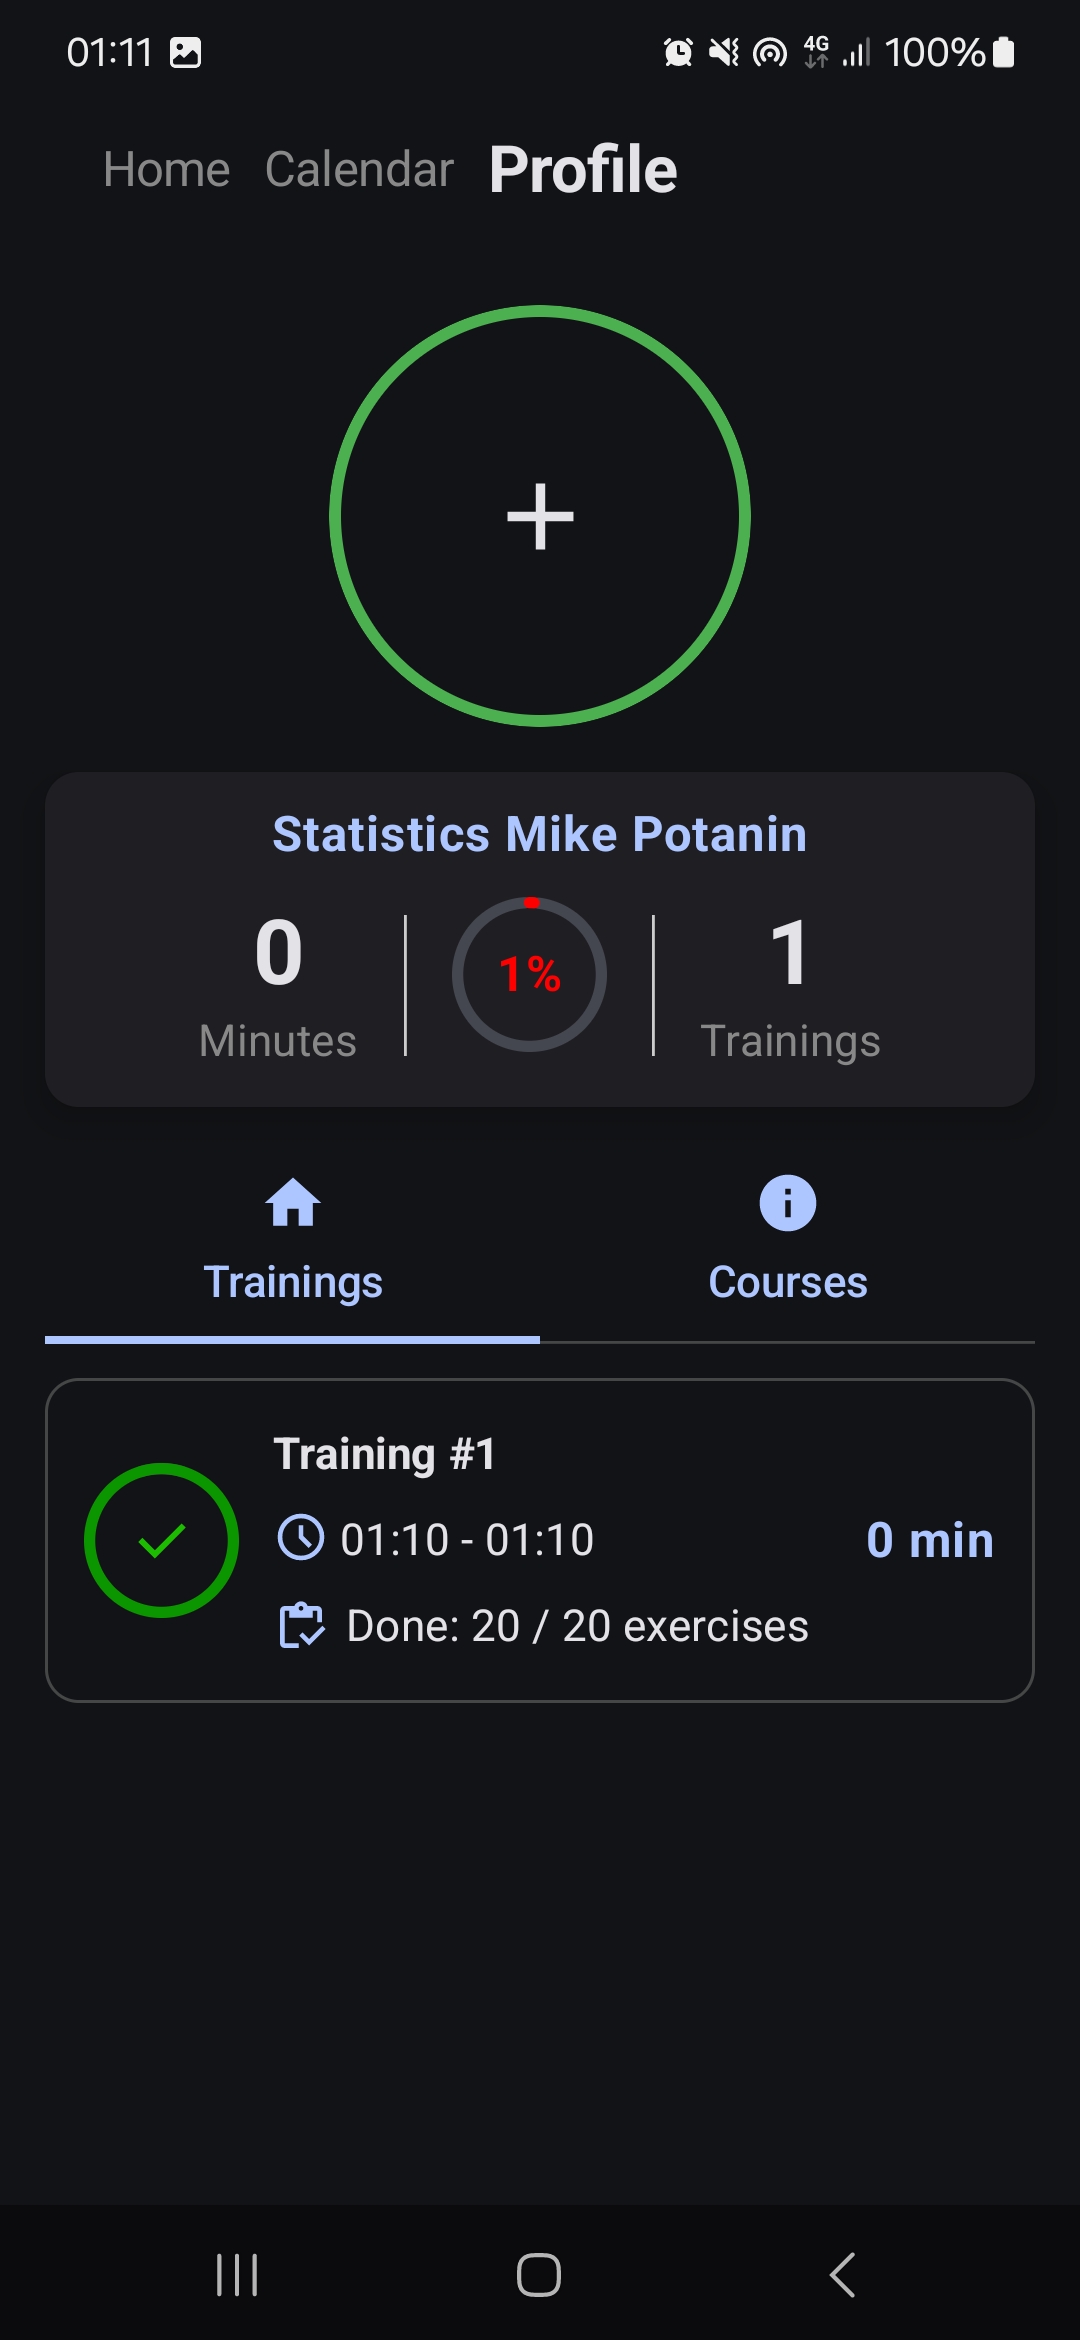 01:11 4G 100%
Home Calendar Profile
Statistics Mike Potanin
0 1% 1
Minutes Trainings
Trainings Courses
Training #1
01:10 - 01:10 0 min
Done: 20 / 20 exercises